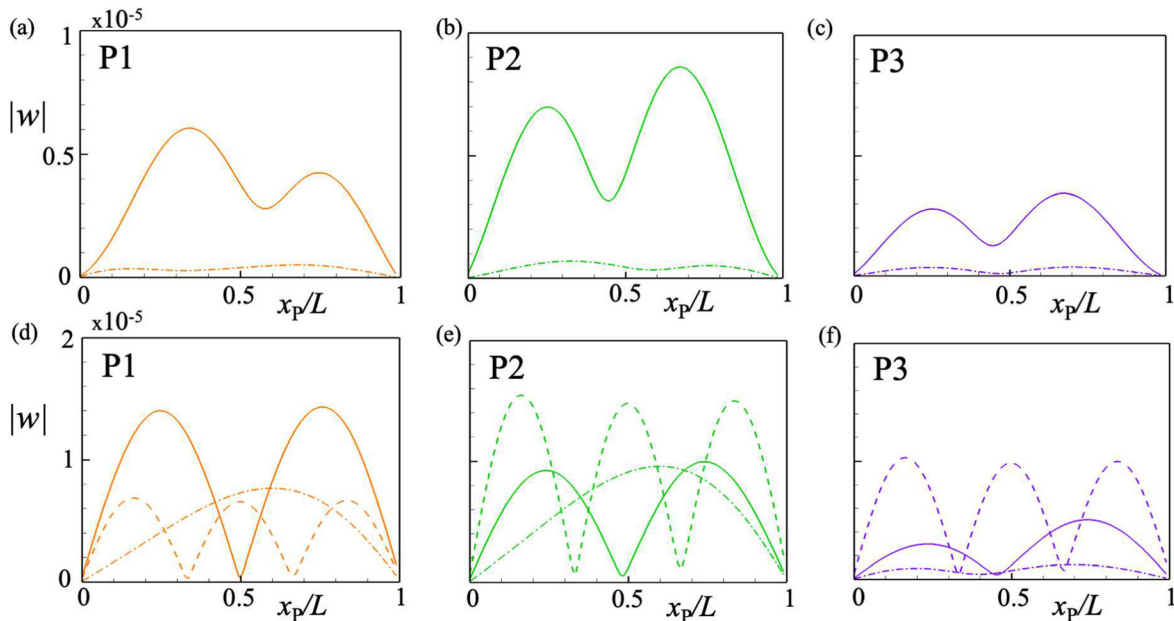 (a) x10⁻⁵ (b) (c)
1
P1 P2 P3
|w|
0.5
0
0 0.5 x_P/L 1 0 0.5 x_P/L 1 0 0.5 x_P/L 1
(d) x10⁻⁵ (e) (f)
2
P1 P2 P3
|w|
1
0
0 0.5 x_P/L 1 0 0.5 x_P/L 1 0 0.5 x_P/L 1